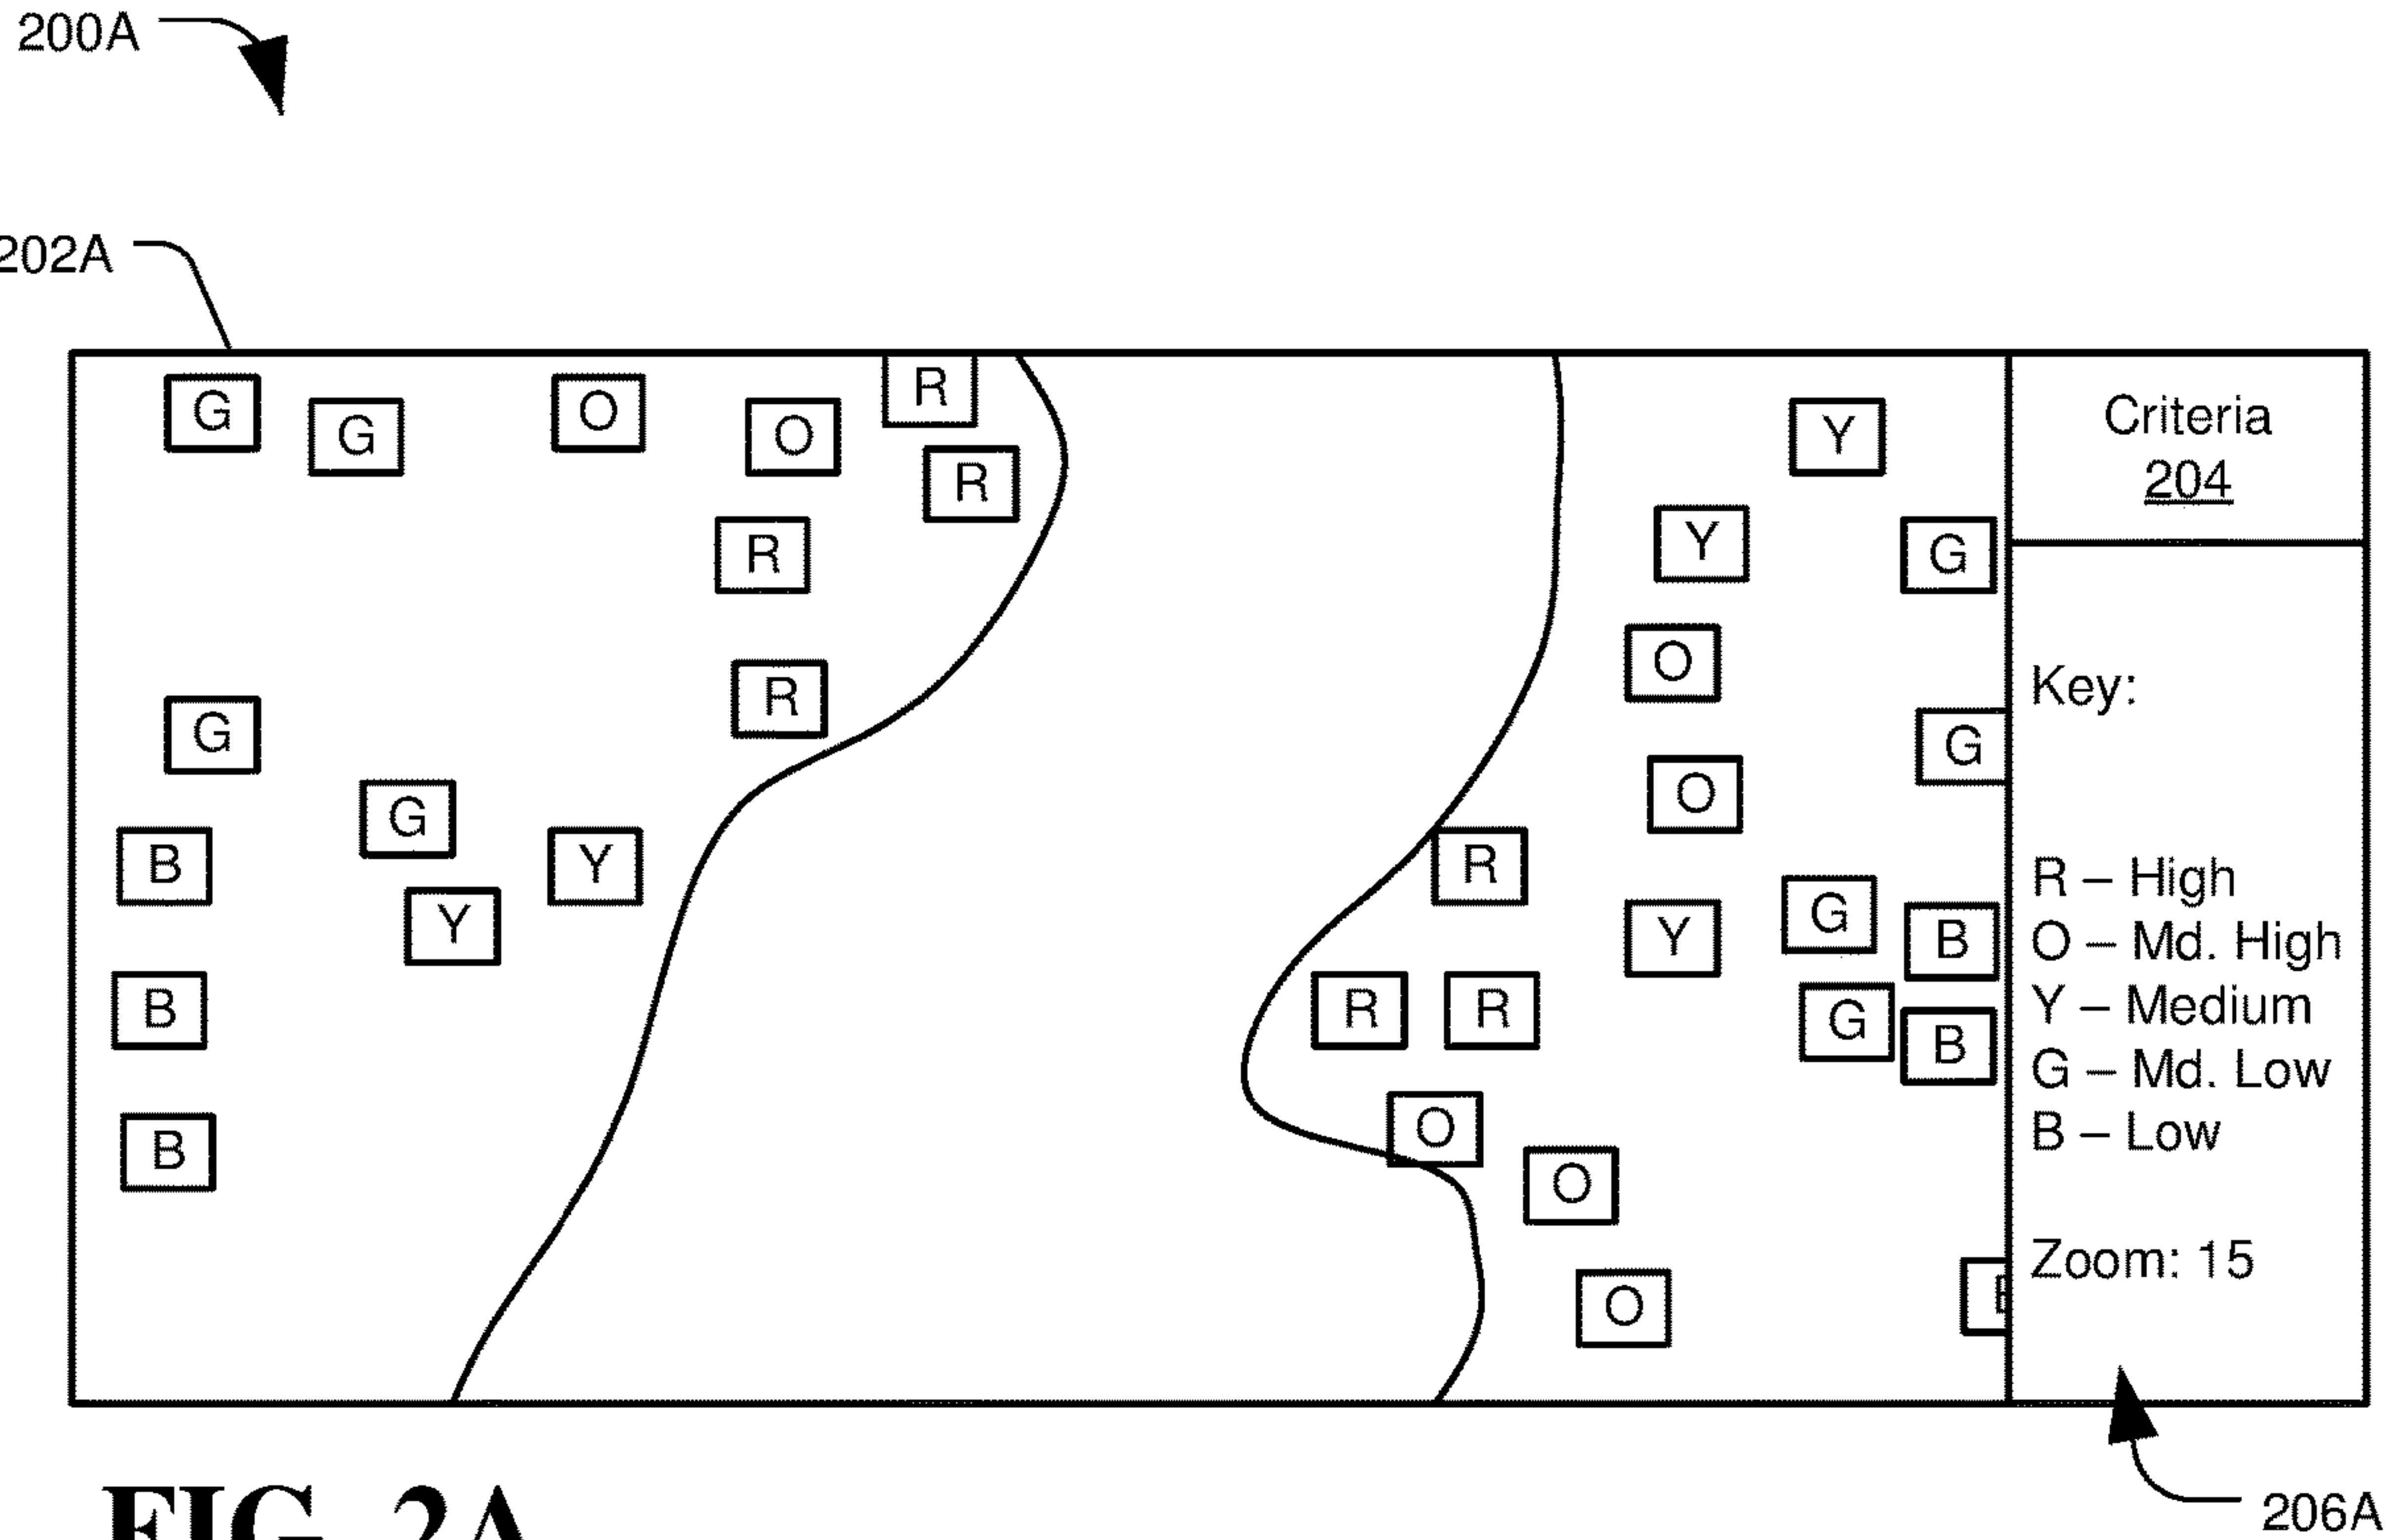 200A
202A
R
G
O
G
O
Y
Criteria
204
R
Y
R
G
O
Key:
R
G
G
O
G
B
Y
R
R – High
G
Y
Y
B
O – Md. High
B
R
R
Y – Medium
G
B
G – Md. Low
O
B
B – Low
O
Zoom: 15
O
FIG. 2A
206A